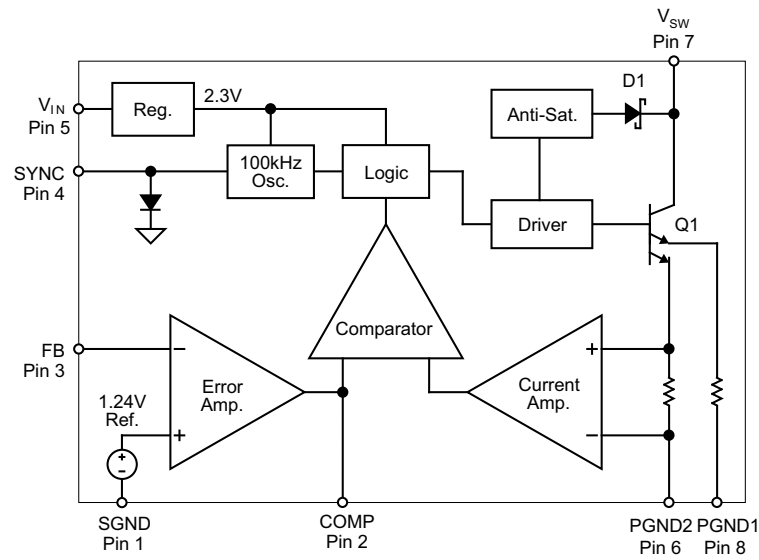 V_SW
Pin 7
D1
V_IN
Pin 5
Reg.
2.3V
Anti-Sat.
SYNC
Pin 4
100kHz
Osc.
Logic
Driver
Q1
Comparator
FB
Pin 3
−
+
Error
Amp.
Current
Amp.
+
−
1.24V
Ref.
+
−
SGND
Pin 1
COMP
Pin 2
PGND2
Pin 6
PGND1
Pin 8